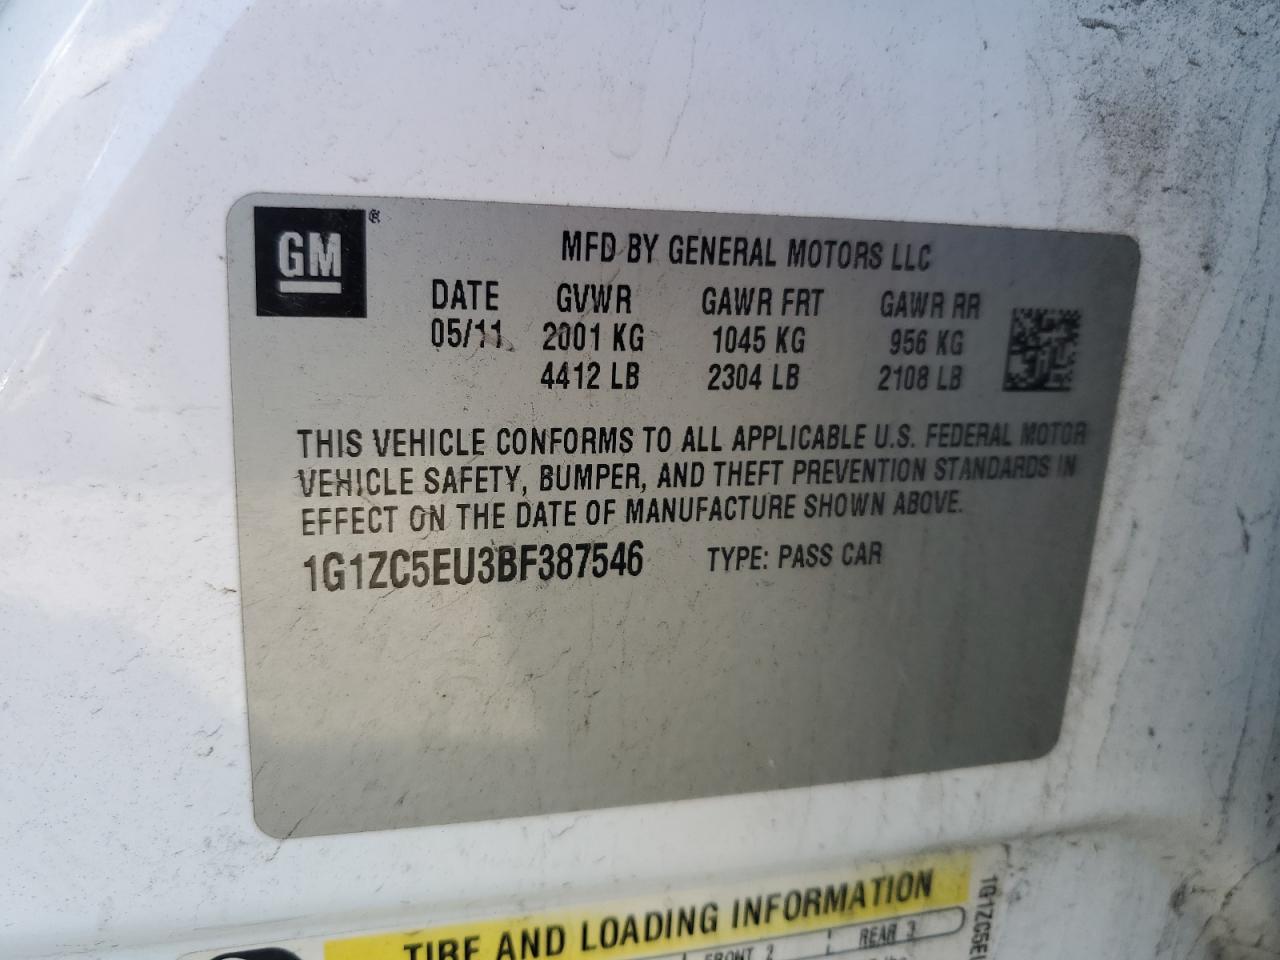 GM ®
MFD BY GENERAL MOTORS LLC
DATE GVWR GAWR FRT GAWR RR
05/11 2001 KG 1045 KG 956 KG
4412 LB 2304 LB 2108 LB
THIS VEHICLE CONFORMS TO ALL APPLICABLE U.S. FEDERAL MOTOR
VEHICLE SAFETY, BUMPER, AND THEFT PREVENTION STANDARDS IN
EFFECT ON THE DATE OF MANUFACTURE SHOWN ABOVE.
1G1ZC5EU3BF387546 TYPE: PASS CAR
TIRE AND LOADING INFORMATION
FRONT 2 REAR 3
1G1ZC5E